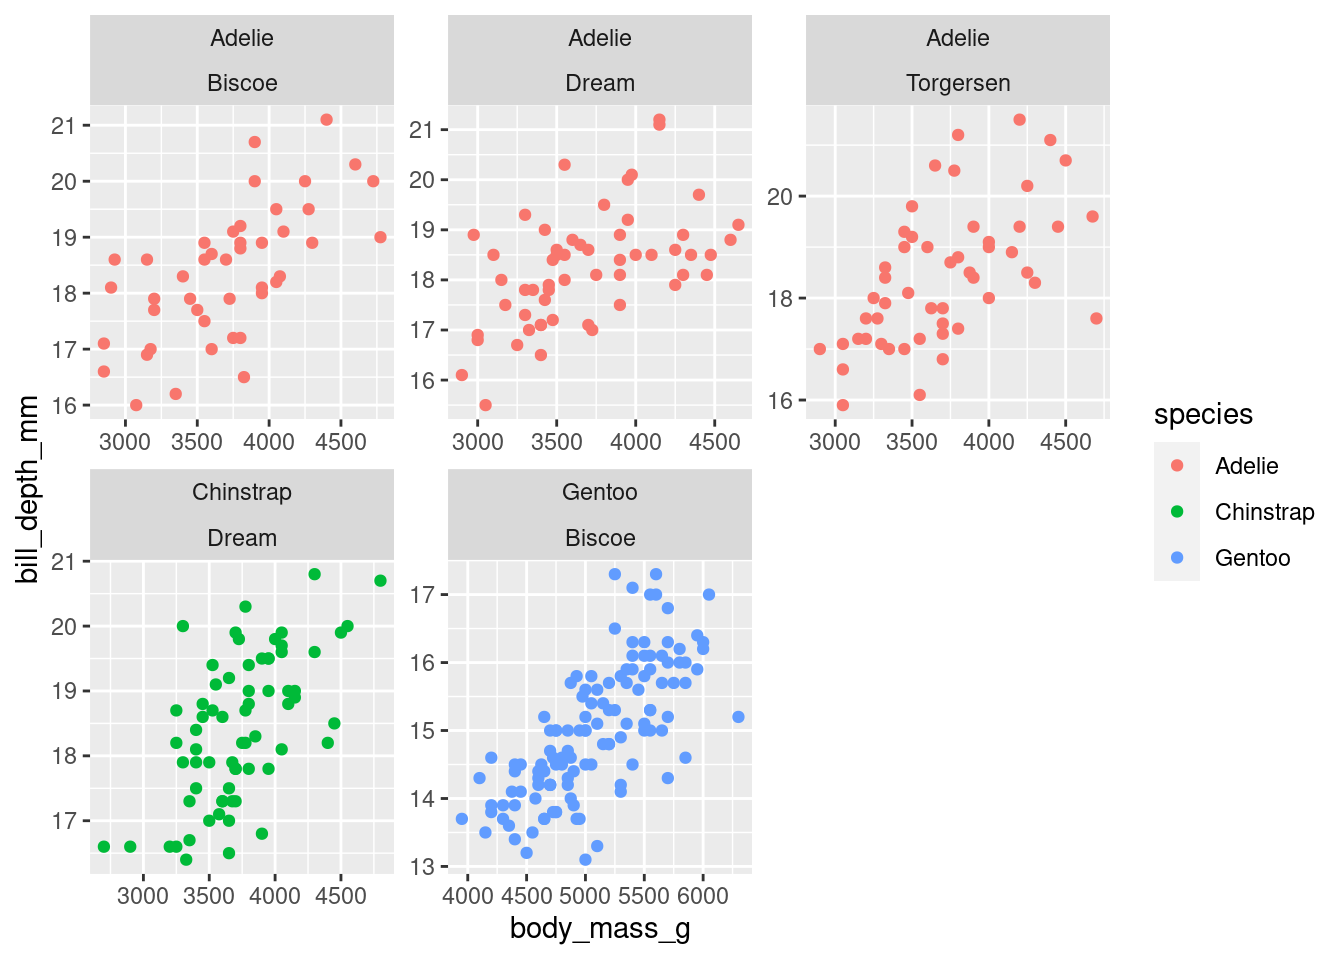 Adelie
Biscoe
Adelie
Dream
Adelie
Torgersen
21
20
19
18
17
16
3000 3500 4000 4500
21
20
19
18
17
16
3000 3500 4000 4500
20
18
16
3000 3500 4000 4500
bill_depth_mm
Chinstrap
Dream
Gentoo
Biscoe
21
20
19
18
17
3000 3500 4000 4500
17
16
15
14
13
4000 4500 5000 5500 6000
body_mass_g
species
Adelie
Chinstrap
Gentoo